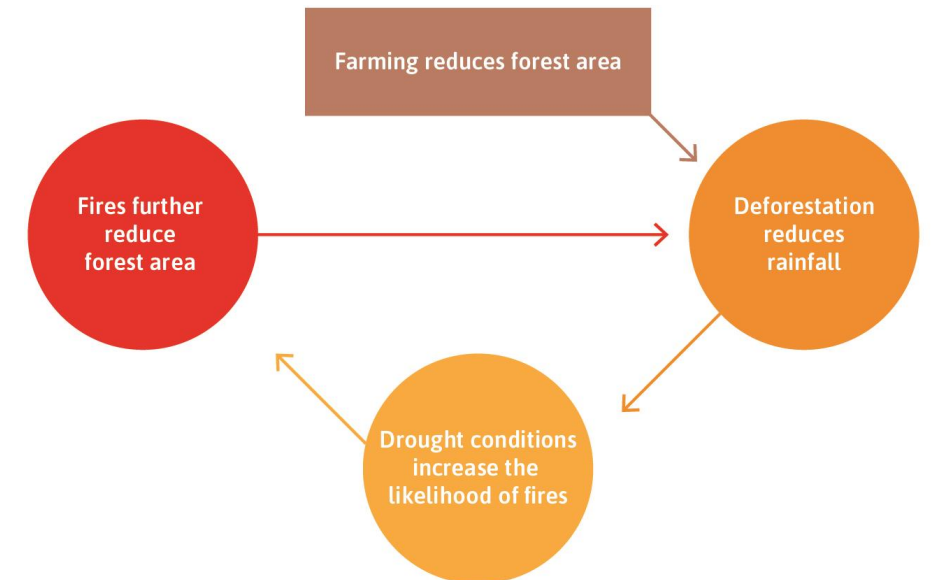 Farming reduces forest area
Fires further
reduce
forest area
Deforestation
reduces
rainfall
Drought conditions
increase the
likelihood of fires